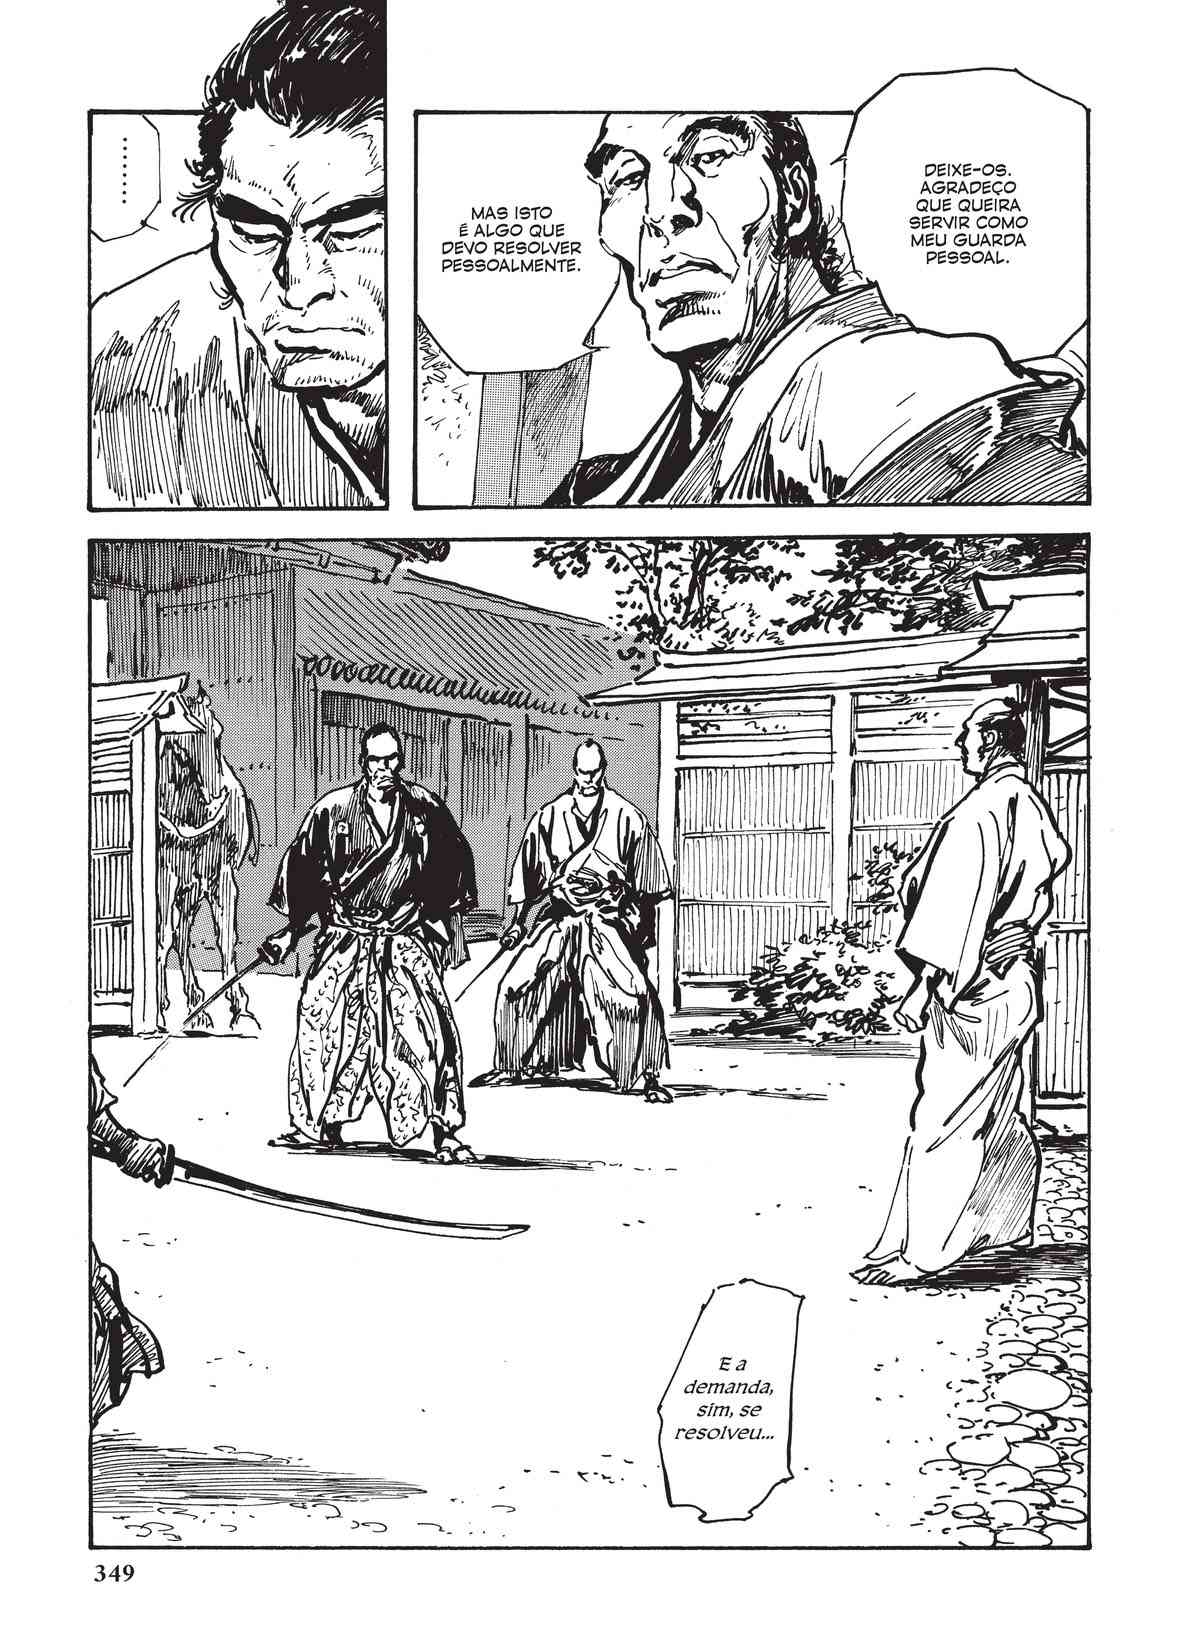 DEIXE-OS.
AGRADEÇO
QUE QUEIRA
SERVIR COMO
MEU GUARDA
PESSOAL.
MAS ISTO
É ALGO QUE
DEVO RESOLVER
PESSOALMENTE.
........
E a
demanda,
sim, se
resolveu...
349